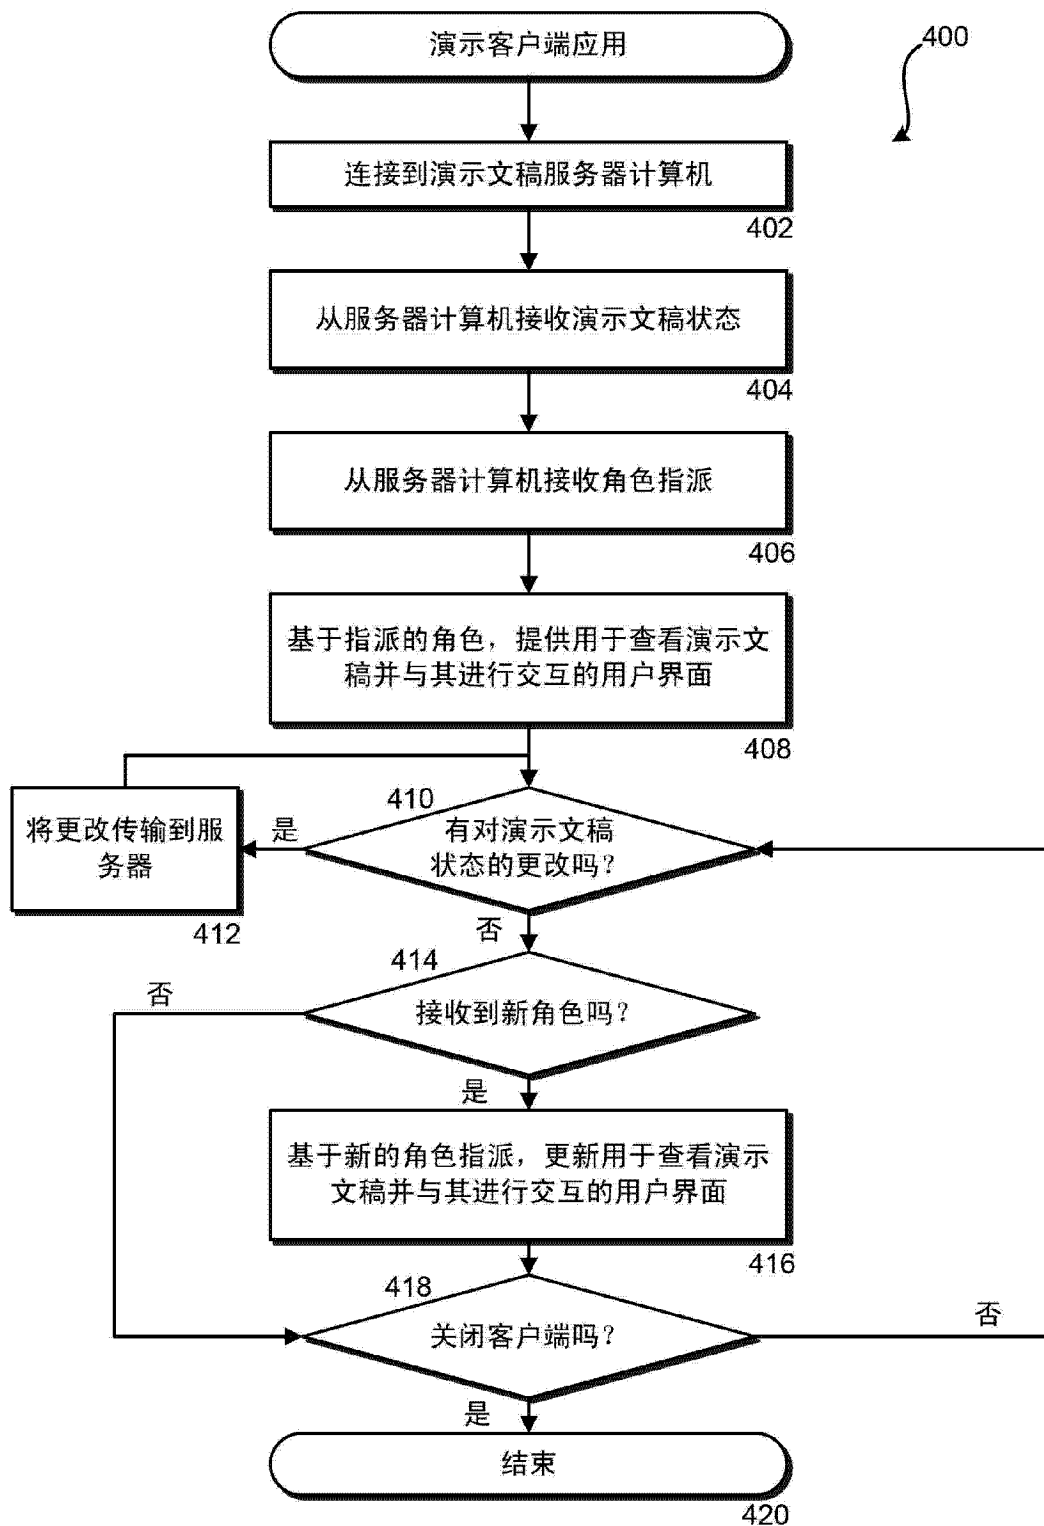 演示客户端应用
400
连接到演示文稿服务器计算机
402
从服务器计算机接收演示文稿状态
404
从服务器计算机接收角色指派
406
基于指派的角色，提供用于查看演示文
稿并与其进行交互的用户界面
408
410
有对演示文稿
状态的更改吗？
是
将更改传输到服
务器
412
否
414
接收到新角色吗？
否
是
基于新的角色指派，更新用于查看演示
文稿并与其进行交互的用户界面
416
418
关闭客户端吗？
否
是
结束
420